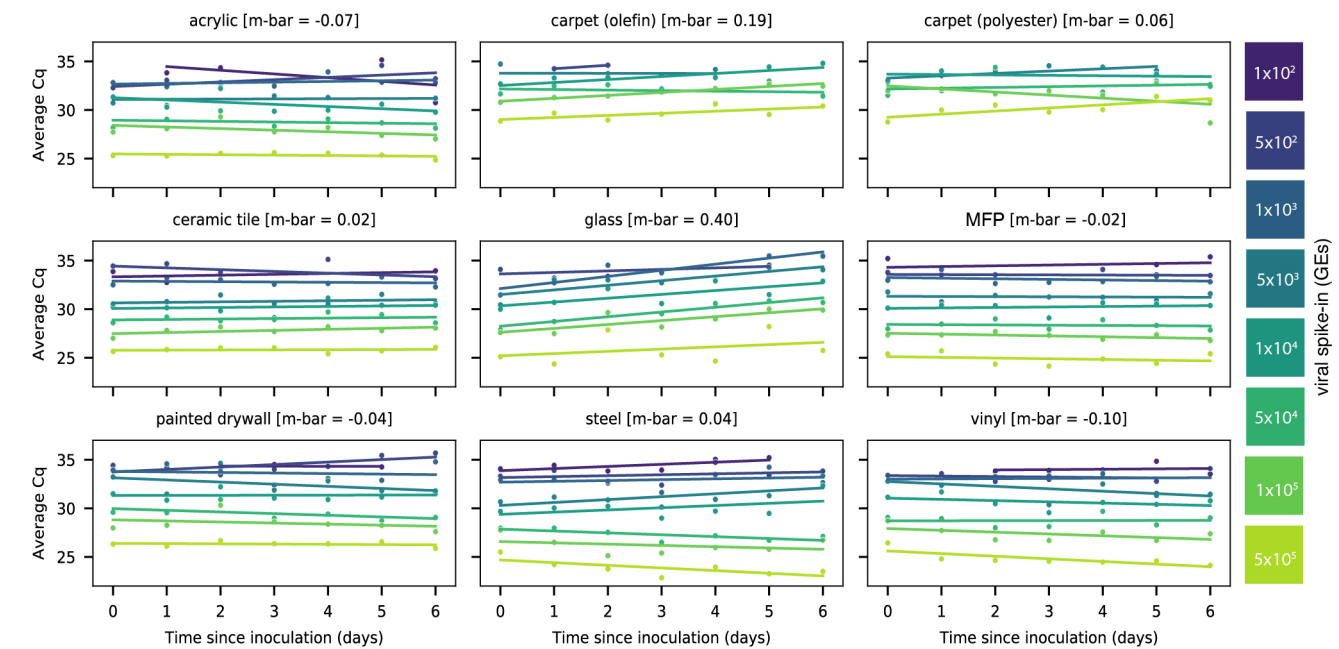 acrylic [m-bar = -0.07]
carpet (olefin) [m-bar = 0.19]
carpet (polyester) [m-bar = 0.06]
Average Cq
35
30
25
ceramic tile [m-bar = 0.02]
glass [m-bar = 0.40]
MFP [m-bar = -0.02]
Average Cq
35
30
25
painted drywall [m-bar = -0.04]
steel [m-bar = 0.04]
vinyl [m-bar = -0.10]
Average Cq
35
30
25
0 1 2 3 4 5 6
0 1 2 3 4 5 6
0 1 2 3 4 5 6
Time since inoculation (days)
Time since inoculation (days)
Time since inoculation (days)
1x10²
5x10²
1x10³
5x10³
1x10⁴
5x10⁴
1x10⁵
5x10⁵
viral spike-in (GEs)